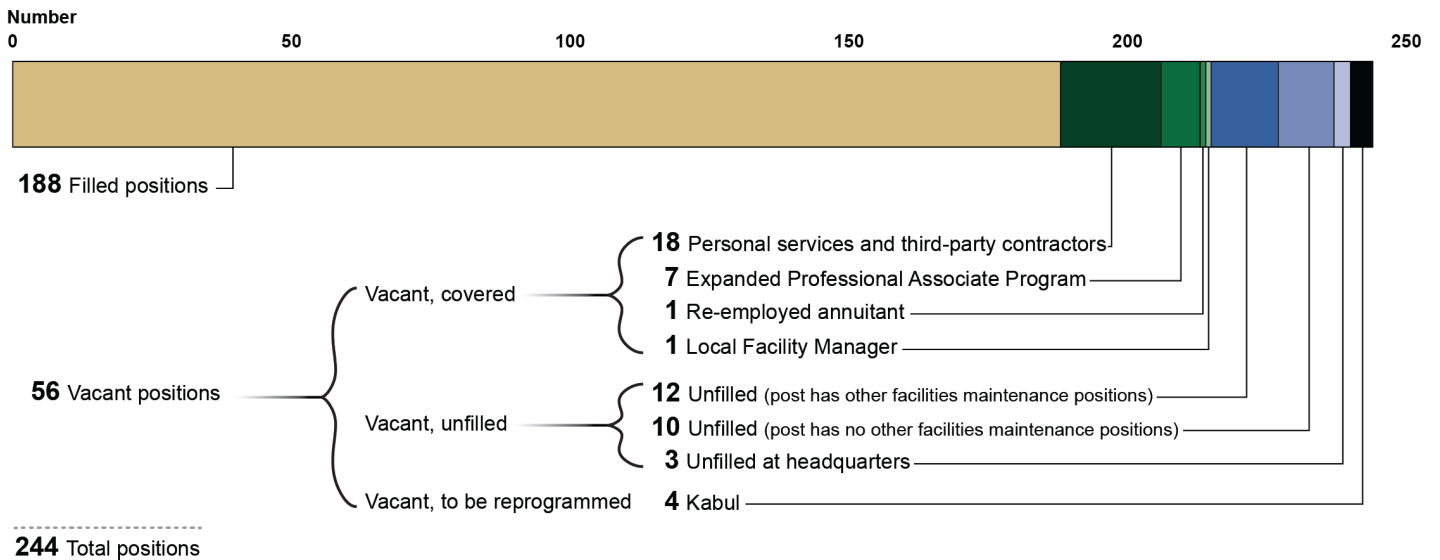 Number
0 50 100 150 200 250
188 Filled positions
18 Personal services and third-party contractors
7 Expanded Professional Associate Program
Vacant, covered
1 Re-employed annuitant
1 Local Facility Manager
56 Vacant positions
12 Unfilled (post has other facilities maintenance positions)
Vacant, unfilled
10 Unfilled (post has no other facilities maintenance positions)
3 Unfilled at headquarters
Vacant, to be reprogrammed
4 Kabul
244 Total positions